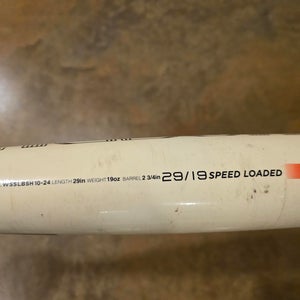 WSSLBSH10-24 LENGTH 29in WEIGHT 19oz BARREL 2 3/4in 29/19 SPEED LOADED